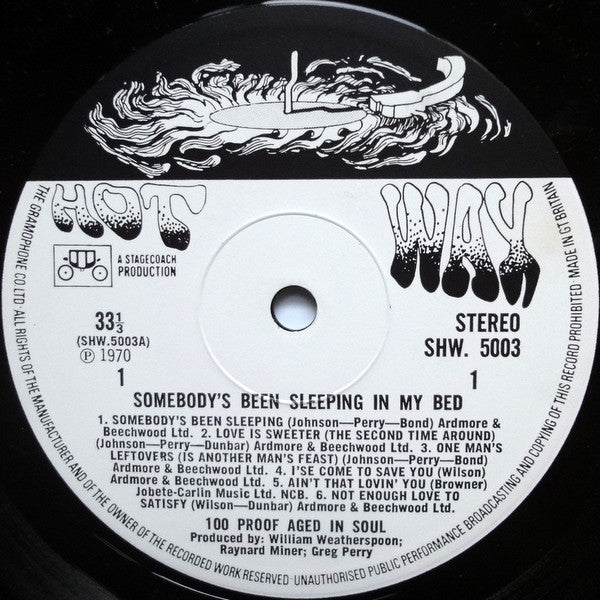 HOT WAX
A STAGECOACH
PRODUCTION
33 1/3
(SHW.5003A)
Ⓟ 1970
1
STEREO
SHW. 5003
1
SOMEBODY'S BEEN SLEEPING IN MY BED
1. SOMEBODY'S BEEN SLEEPING (Johnson—Perry—Bond) Ardmore &
Beechwood Ltd. 2. LOVE IS SWEETER (THE SECOND TIME AROUND)
(Johnson—Perry—Dunbar) Ardmore & Beechwood Ltd. 3. ONE MAN'S
LEFTOVERS (IS ANOTHER MAN'S FEAST) (Johnson—Perry—Bond)
Ardmore & Beechwood Ltd. 4. I'SE COME TO SAVE YOU (Wilson)
Ardmore & Beechwood Ltd. 5. AIN'T THAT LOVIN' YOU (Browner)
Jobete-Carlin Music Ltd. NCB. 6. NOT ENOUGH LOVE TO
SATISFY (Wilson—Dunbar) Ardmore & Beechwood Ltd.
100 PROOF AGED IN SOUL
Produced by: William Weatherspoon;
Raynard Miner; Greg Perry
THE GRAMOPHONE CO. LTD · ALL RIGHTS OF THE MANUFACTURER AND OF THE OWNER OF THE RECORDED WORK RESERVED · UNAUTHORISED PUBLIC PERFORMANCE BROADCASTING AND COPYING OF THIS RECORD PROHIBITED · MADE IN GT BRITAIN